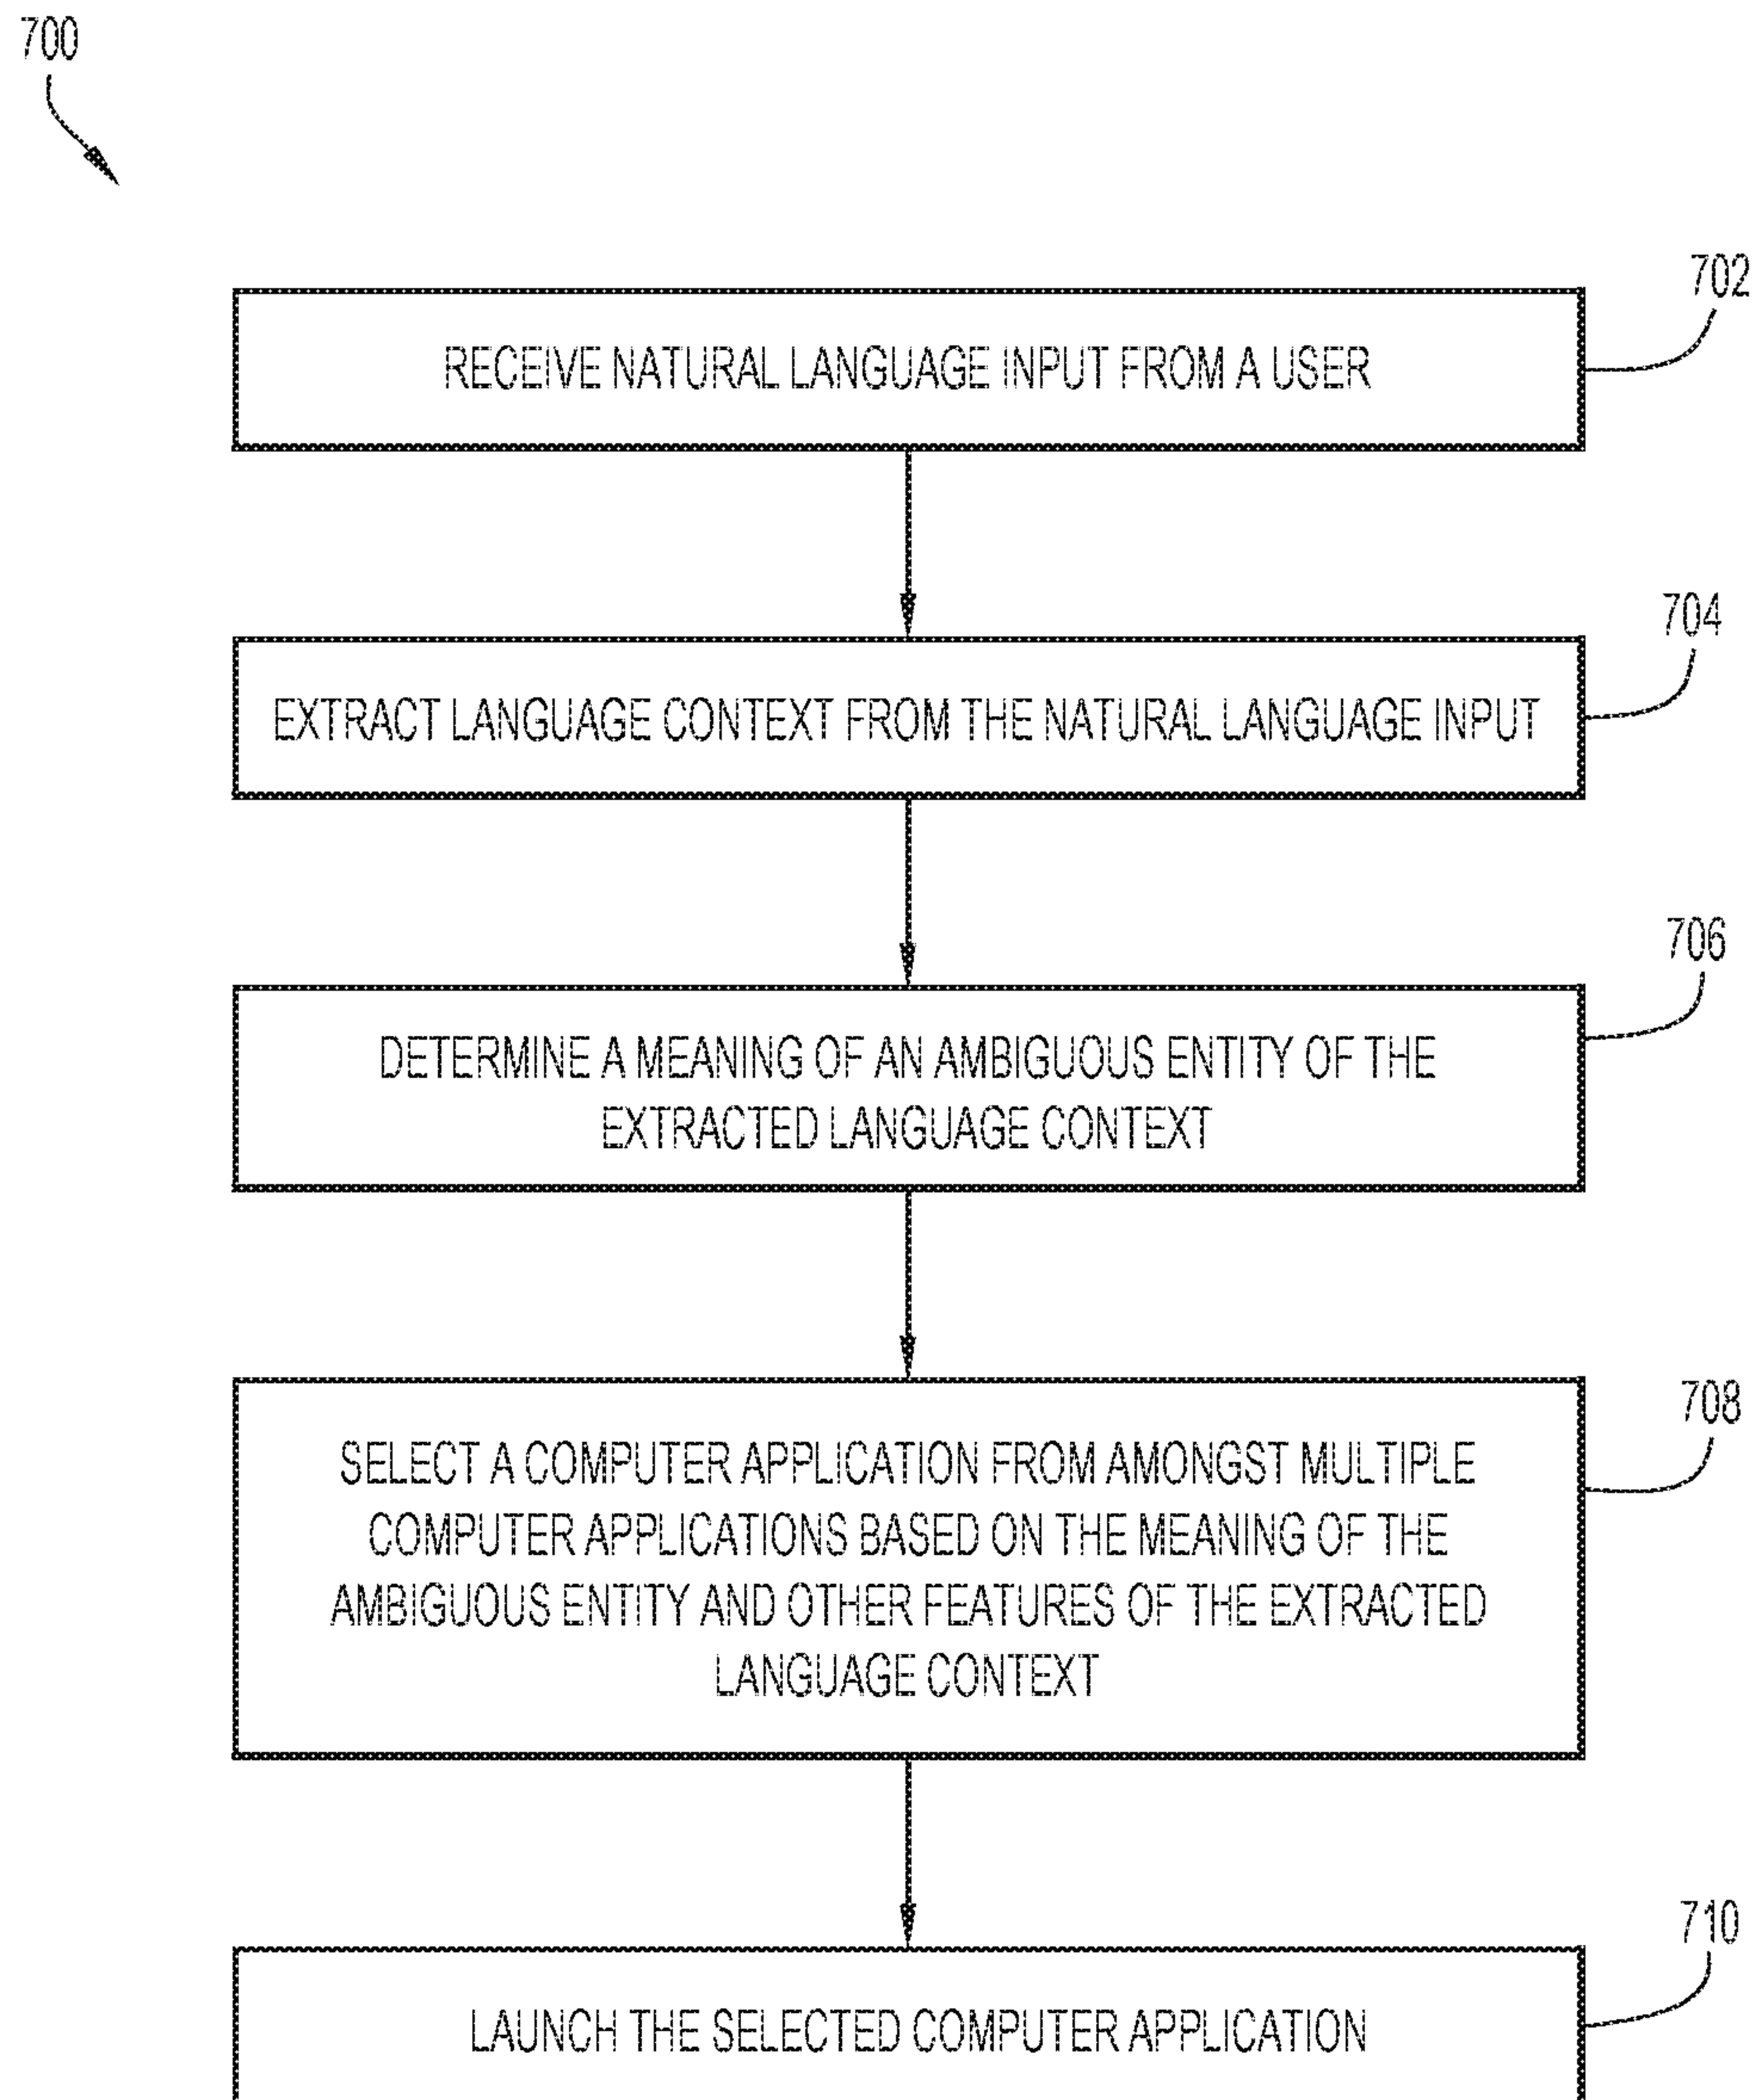 700
702
RECEIVE NATURAL LANGUAGE INPUT FROM A USER
704
EXTRACT LANGUAGE CONTEXT FROM THE NATURAL LANGUAGE INPUT
706
DETERMINE A MEANING OF AN AMBIGUOUS ENTITY OF THE
EXTRACTED LANGUAGE CONTEXT
708
SELECT A COMPUTER APPLICATION FROM AMONGST MULTIPLE
COMPUTER APPLICATIONS BASED ON THE MEANING OF THE
AMBIGUOUS ENTITY AND OTHER FEATURES OF THE EXTRACTED
LANGUAGE CONTEXT
710
LAUNCH THE SELECTED COMPUTER APPLICATION